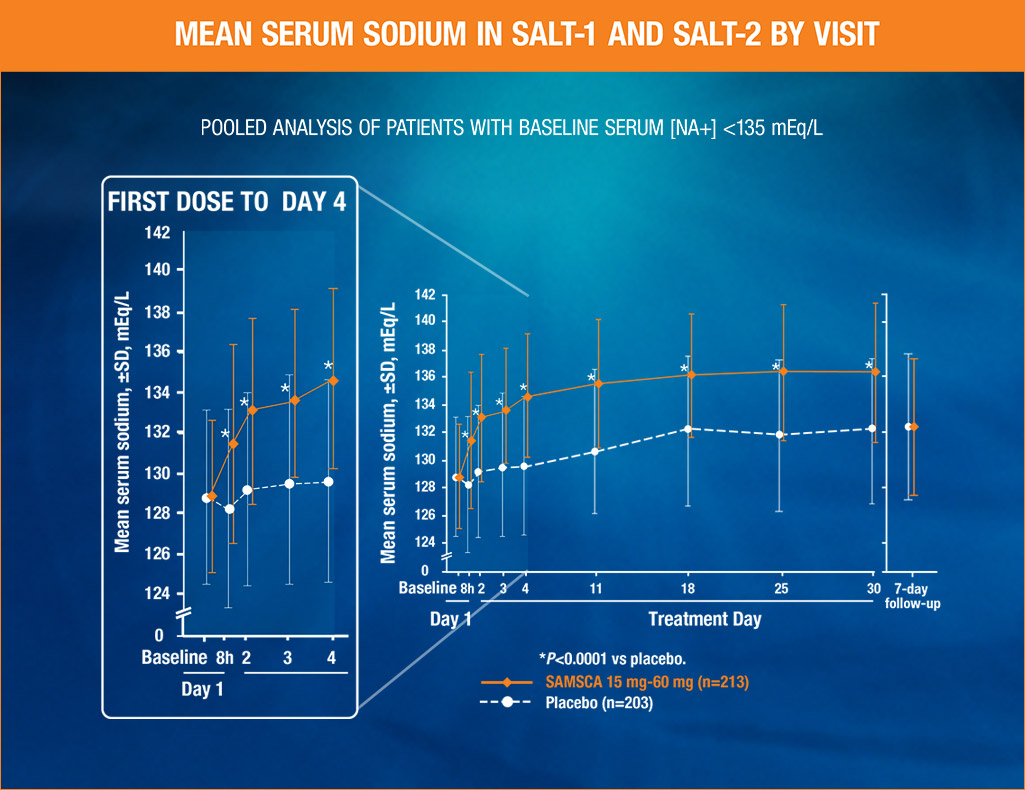 MEAN SERUM SODIUM IN SALT-1 AND SALT-2 BY VISIT
POOLED ANALYSIS OF PATIENTS WITH BASELINE SERUM [NA+] <135 mEq/L
FIRST DOSE TO DAY 4
Mean serum sodium, ±SD, mEq/L
142
140
138
136
134
132
130
128
126
124
0
* * * *
Baseline 8h 2 3 4
Day 1
Mean serum sodium, ±SD, mEq/L
142
140
138
136
134
132
130
128
126
124
0
* * * * * * * *
Baseline 8h 2 3 4 11 18 25 30 7-day
follow-up
Day 1 Treatment Day
*P<0.0001 vs placebo.
SAMSCA 15 mg-60 mg (n=213)
Placebo (n=203)